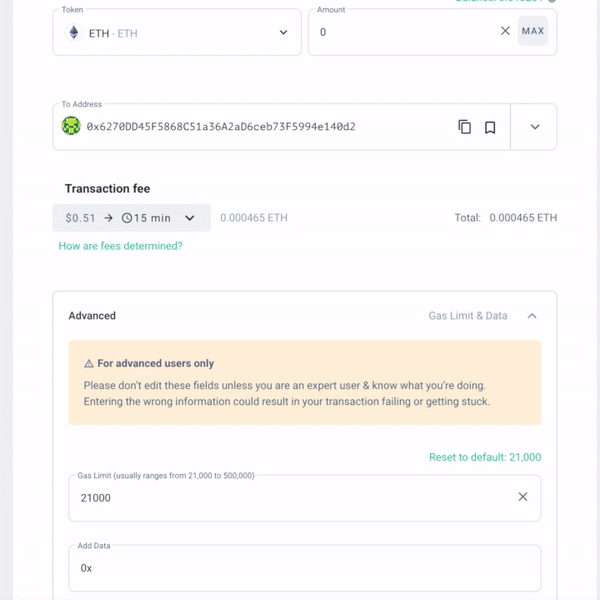 Token
Amount
ETH - ETH
0
MAX
To Address
0x6270DD45F5868C51a36A2aD6ceb73F5994e140d2
Transaction fee
$0.51 → 15 min
0.000465 ETH
Total: 0.000465 ETH
How are fees determined?
Advanced
Gas Limit & Data
For advanced users only
Please don't edit these fields unless you are an expert user & know what you're doing.
Entering the wrong information could result in your transaction failing or getting stuck.
Reset to default: 21,000
Gas Limit (usually ranges from 21,000 to 500,000)
21000
Add Data
0x